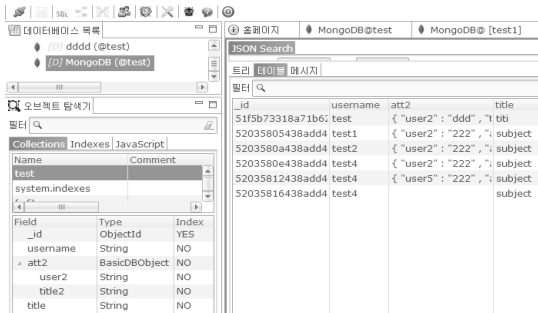 SQL
데이터베이스 목록
[D] dddd (@test)
[D] MongoDB (@test)
오브젝트 탐색기
필터
Collections Indexes JavaScript
Name Comment
test
system.indexes
Field Type Index
_id ObjectId YES
username String NO
att2 BasicDBObject NO
user2 String NO
title2 String NO
title String NO
홈페이지 MongoDB@test MongoDB@ [test1]
JSON Search
트리 테이블 메시지
필터
_id username att2 title
51f5b73318a71b62 test { "user2" : "ddd" , "t titi
52035805438add4 test1 { "user2" : "222" , "a subject
5203580a438add4 test2 { "user2" : "222" , "a subject
5203580e438add4 test4 { "user2" : "222" , "a subject
52035812438add4 test4 { "user5" : "222" , "a subject
52035816438add4 test4 subject